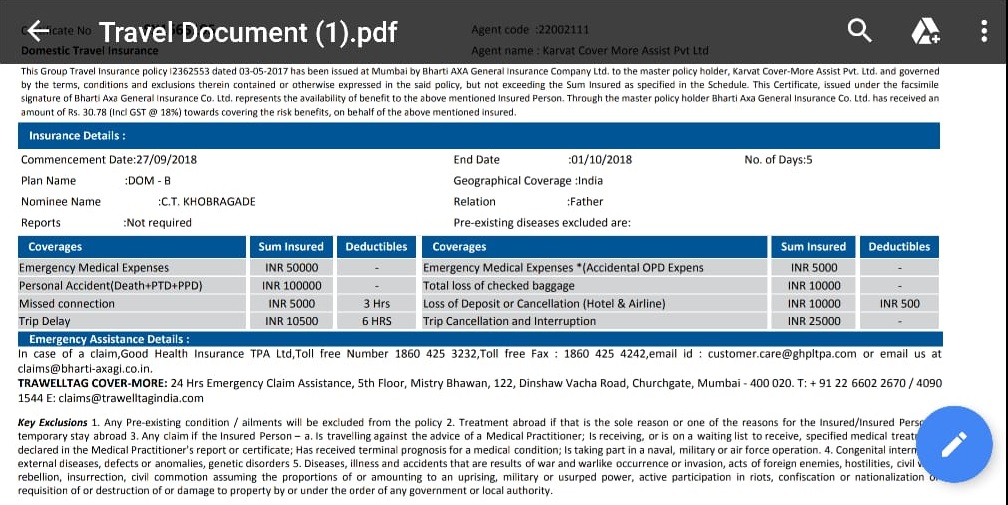 Travel Document (1).pdf
icate No
Agent code :22002111
Domestic Travel Insurance
Agent name : Karvat Cover More Assist Pvt Ltd
This Group Travel Insurance policy I2362553 dated 03-05-2017 has been issued at Mumbai by Bharti AXA General Insurance Company Ltd. to the master policy holder, Karvat Cover-More Assist Pvt. Ltd. and governed
by the terms, conditions and exclusions therein contained or otherwise expressed in the said policy, but not exceeding the Sum Insured as specified in the Schedule. This Certificate, issued under the facsimile
signature of Bharti Axa General Insurance Co. Ltd. represents the availability of benefit to the above mentioned Insured Person. Through the master policy holder Bharti Axa General Insurance Co. Ltd. has received an
amount of Rs. 30.78 (Incl GST @ 18%) towards covering the risk benefits, on behalf of the above mentioned insured.
Insurance Details :
Commencement Date:27/09/2018 End Date :01/10/2018 No. of Days:5
Plan Name :DOM - B Geographical Coverage :India
Nominee Name :C.T. KHOBRAGADE Relation :Father
Reports :Not required Pre-existing diseases excluded are:
Coverages Sum Insured Deductibles Coverages Sum Insured Deductibles
Emergency Medical Expenses INR 50000 - Emergency Medical Expenses *(Accidental OPD Expens INR 5000 -
Personal Accident(Death+PTD+PPD) INR 100000 - Total loss of checked baggage INR 10000 -
Missed connection INR 5000 3 Hrs Loss of Deposit or Cancellation (Hotel & Airline) INR 10000 INR 500
Trip Delay INR 10500 6 HRS Trip Cancellation and Interruption INR 25000 -
Emergency Assistance Details :
In case of a claim,Good Health Insurance TPA Ltd,Toll free Number 1860 425 3232,Toll free Fax : 1860 425 4242,email id : customer.care@ghpltpa.com or email us at
claims@bharti-axagi.co.in.
TRAWELLTAG COVER-MORE: 24 Hrs Emergency Claim Assistance, 5th Floor, Mistry Bhawan, 122, Dinshaw Vacha Road, Churchgate, Mumbai - 400 020. T: + 91 22 6602 2670 / 4090
1544 E: claims@trawelltagindia.com
Key Exclusions 1. Any Pre-existing condition / ailments will be excluded from the policy 2. Treatment abroad if that is the sole reason or one of the reasons for the Insured/Insured Perso
temporary stay abroad 3. Any claim if the Insured Person – a. Is travelling against the advice of a Medical Practitioner; Is receiving, or is on a waiting list to receive, specified medical treatr
declared in the Medical Practitioner's report or certificate; Has received terminal prognosis for a medical condition; Is taking part in a naval, military or air force operation. 4. Congenital intern
external diseases, defects or anomalies, genetic disorders 5. Diseases, illness and accidents that are results of war and warlike occurrence or invasion, acts of foreign enemies, hostilities, civil
rebellion, insurrection, civil commotion assuming the proportions of or amounting to an uprising, military or usurped power, active participation in riots, confiscation or nationalization o
requisition of or destruction of or damage to property by or under the order of any government or local authority.